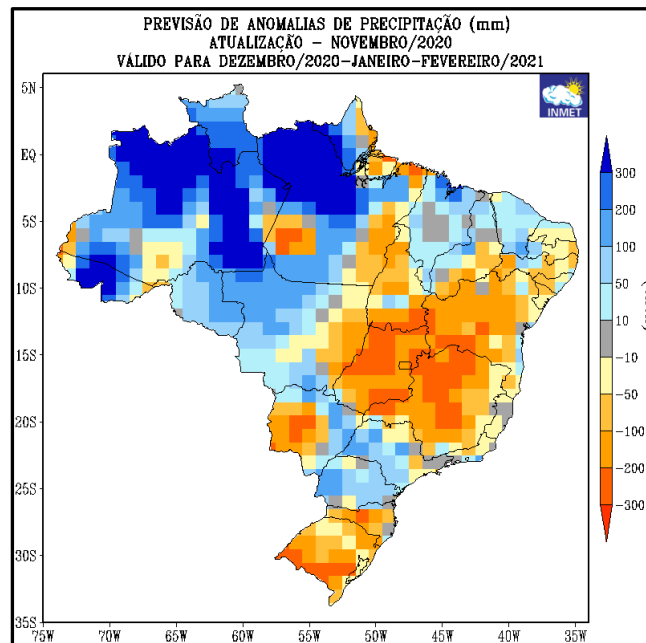 PREVISÃO DE ANOMALIAS DE PRECIPITAÇÃO (mm)
ATUALIZAÇÃO - NOVEMBRO/2020
VÁLIDO PARA DEZEMBRO/2020-JANEIRO-FEVEREIRO/2021
INMET
5N
EQ
5S
10S
15S
20S
25S
30S
35S
75W
70W
65W
60W
55W
50W
45W
40W
35W
300
200
100
50
10
-10
-50
-100
-200
-300